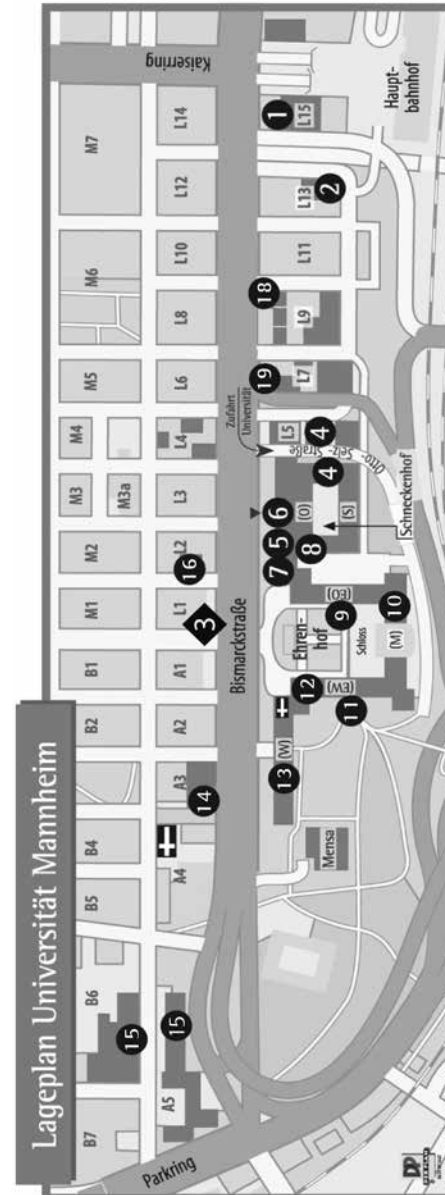 Lageplan Universität Mannheim
B7
B6
B5
B4
B2
B1
M1
M2
M3
M4
M5
M6
M7
M3a
A5
15
15
A4
A3
14
A2
A1
L1
3
L2
16
L3
L4
L6
L8
L10
L12
L14
Parkring
Bismarckstraße
Kaiserring
Zufahrt
Universität
Mensa
13
(W)
12
(EW)
11
Ehrenhof
9
Schloss
(M)
(EO)
10
7
5
6
8
(O)
(S)
Schneckenhof
Otto-
Selz-
Straße
4
4
L5
19
L7
18
L9
L11
L13
2
L15
1
Haupt-
bahnhof
DP